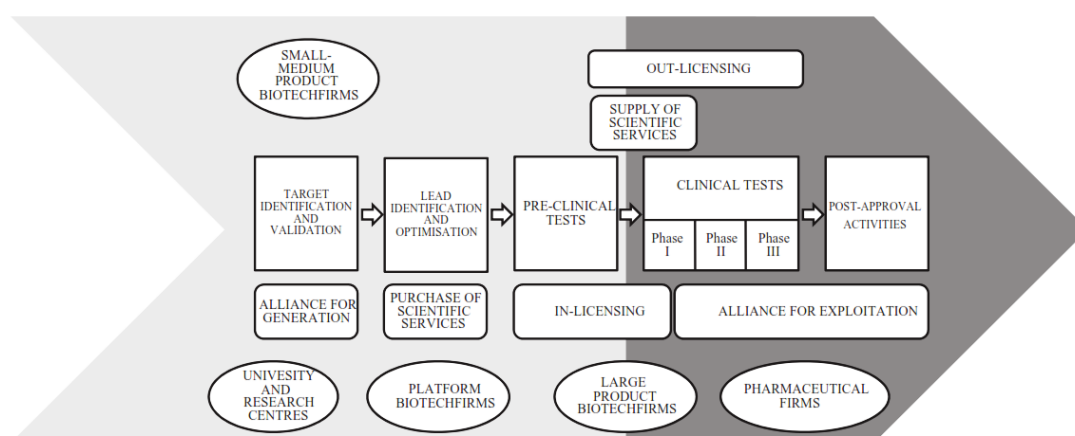 SMALL-
MEDIUM
PRODUCT
BIOTECHFIRMS
OUT-LICENSING
SUPPLY OF
SCIENTIFIC
SERVICES
TARGET
IDENTIFICATION
AND
VALIDATION
LEAD
IDENTIFICATION
AND
OPTIMISATION
PRE-CLINICAL
TESTS
CLINICAL TESTS
Phase
I
Phase
II
Phase
III
POST-APPROVAL
ACTIVITIES
ALLIANCE FOR
GENERATION
PURCHASE OF
SCIENTIFIC
SERVICES
IN-LICENSING
ALLIANCE FOR EXPLOITATION
UNIVESITY
AND
RESEARCH
CENTRES
PLATFORM
BIOTECHFIRMS
LARGE
PRODUCT
BIOTECHFIRMS
PHARMACEUTICAL
FIRMS